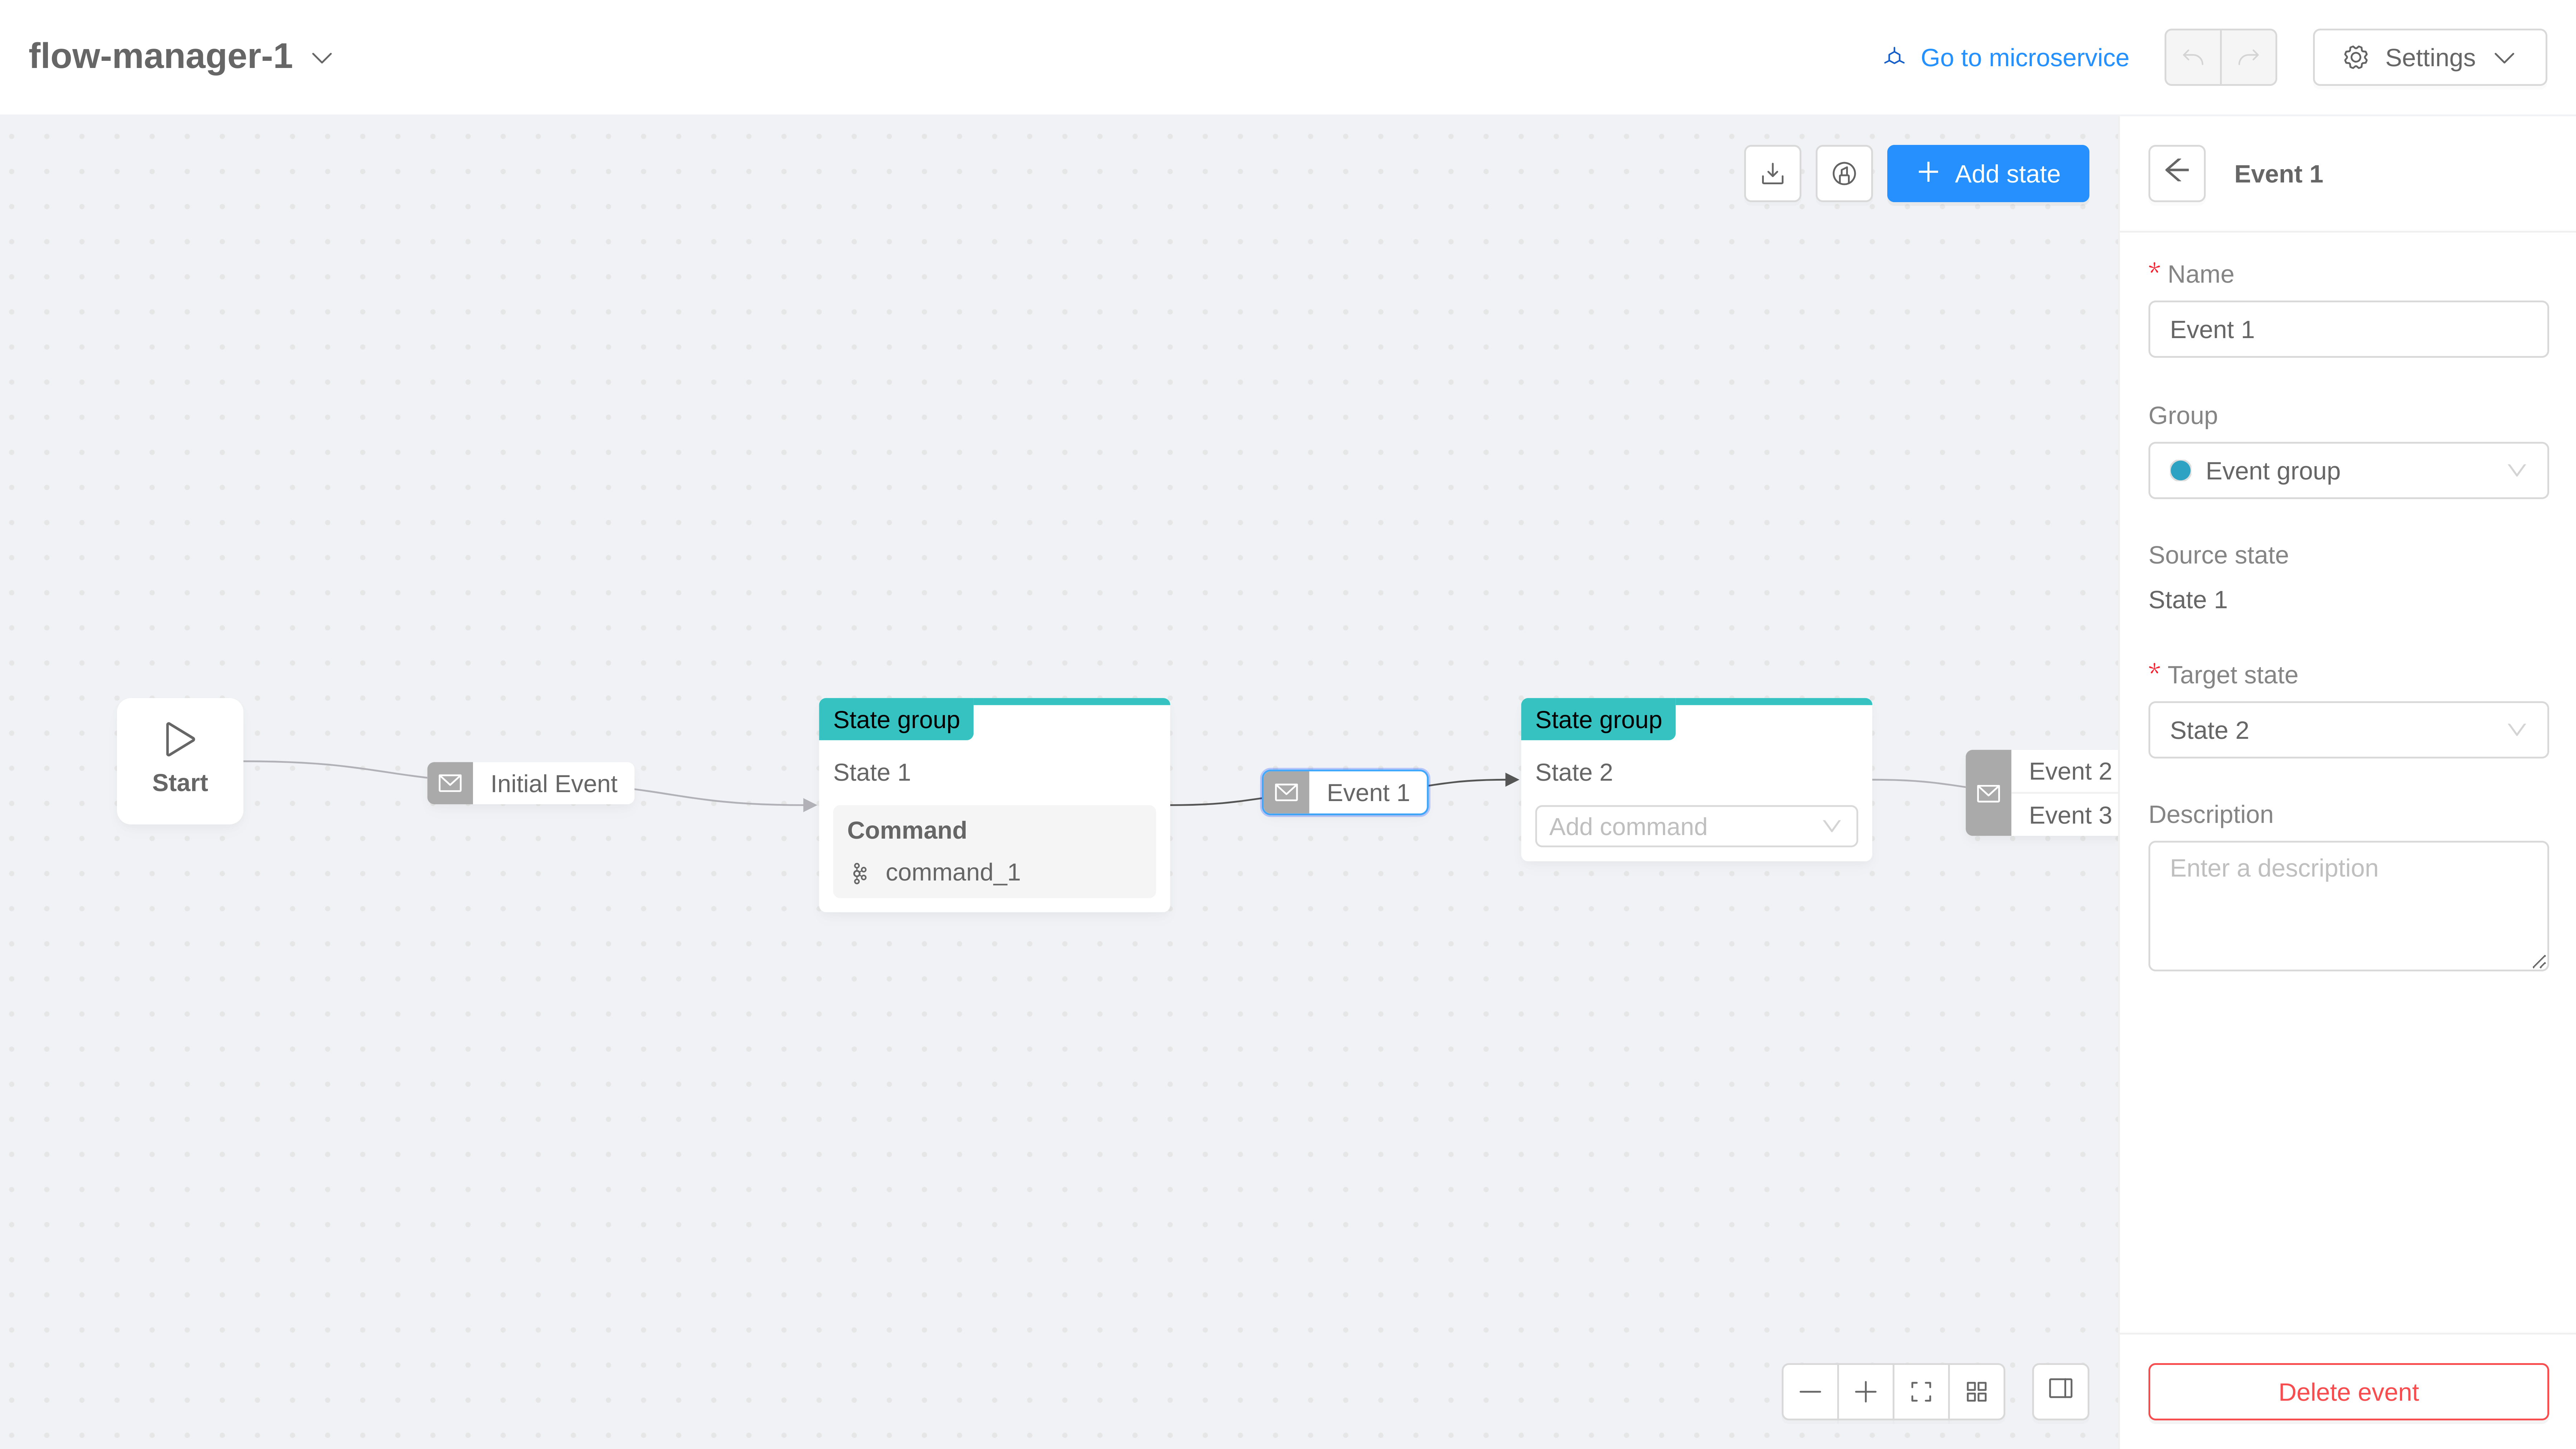 flow-manager-1
Go to microservice
Settings
Add state
Event 1
* Name
Event 1
Group
Event group
Source state
State 1
* Target state
State 2
Description
Enter a description
Delete event
Start
Initial Event
State group
State 1
Command
command_1
Event 1
State group
State 2
Add command
Event 2
Event 3